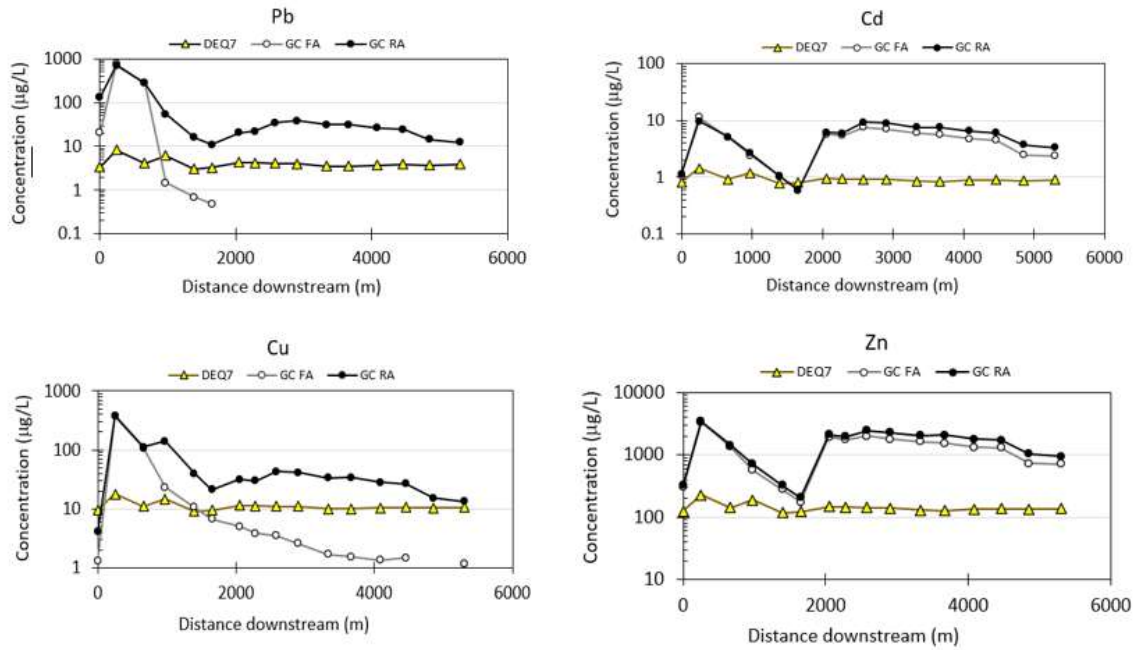 Pb
DEQ7 GC FA GC RA
Concentration (µg/L)
1000
100
10
1
0.1
0 2000 4000 6000
Distance downstream (m)
Cd
DEQ7 GC FA GC RA
Concentration (µg/L)
100
10
1
0.1
0 1000 2000 3000 4000 5000 6000
Distance downstream (m)
Cu
DEQ7 GC FA GC RA
Concentration (µg/L)
1000
100
10
1
0 2000 4000 6000
Distance downstream (m)
Zn
DEQ7 GC FA GC RA
Concentration (µg/L)
10000
1000
100
10
0 2000 4000 6000
Distance downstream (m)